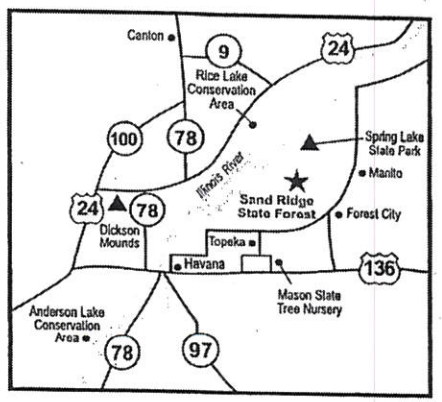 Canton
9
24
Rice Lake
Conservation
Area
100
78
Illinois River
Spring Lake
State Park
Manito
Sand Ridge
State Forest
24
78
Dickson
Mounds
Forest City
Topeka
Havana
136
Mason State
Tree Nursery
Anderson Lake
Conservation
Area
78
97